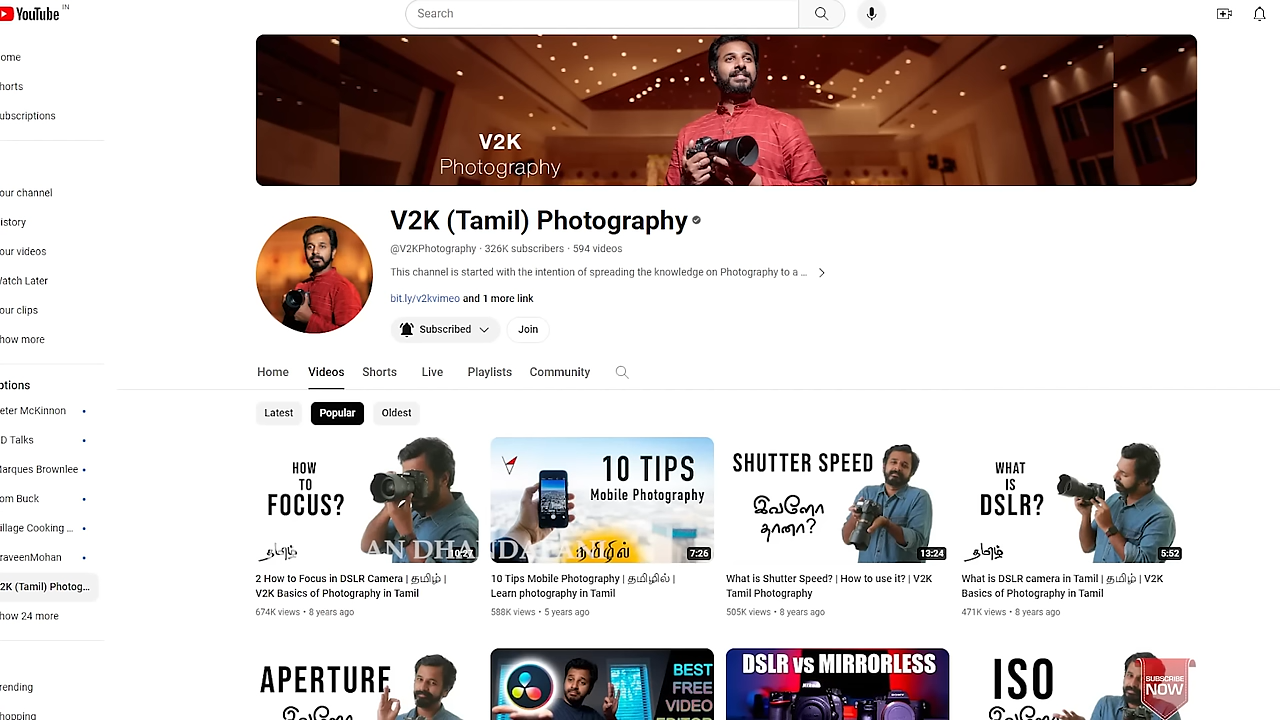 YouTube IN
Search
ome
horts
ubscriptions
our channel
istory
our videos
Watch Later
our clips
how more
ptions
eter McKinnon
D Talks
Marques Brownlee
om Buck
illage Cooking ...
raveenMohan
2K (Tamil) Photog...
how 24 more
rending
hopping
V2K
Photography
V2K (Tamil) Photography
@V2KPhotography · 326K subscribers · 594 videos
This channel is started with the intention of spreading the knowledge on Photography to a ...
bit.ly/v2kvimeo and 1 more link
Subscribed
Join
Home Videos Shorts Live Playlists Community
Latest Popular Oldest
HOW
TO
FOCUS?
தமிழ்
10:27
2 How to Focus in DSLR Camera | தமிழ் |
V2K Basics of Photography in Tamil
674K views • 8 years ago
10 TIPS
Mobile Photography
தமிழில்
7:26
10 Tips Mobile Photography | தமிழில் |
Learn photography in Tamil
588K views • 5 years ago
SHUTTER SPEED
இவளோ
தானா?
13:24
What is Shutter Speed? | How to use it? | V2K
Tamil Photography
505K views • 8 years ago
WHAT
IS
DSLR?
தமிழ்
5:52
What is DSLR camera in Tamil | தமிழ் | V2K
Basics of Photography in Tamil
471K views • 8 years ago
APERTURE
இவளோ
BEST
FREE
VIDEO
EDITOR
DSLR vs MIRRORLESS
ISO
இவளோ
SUBSCRIBE
NOW